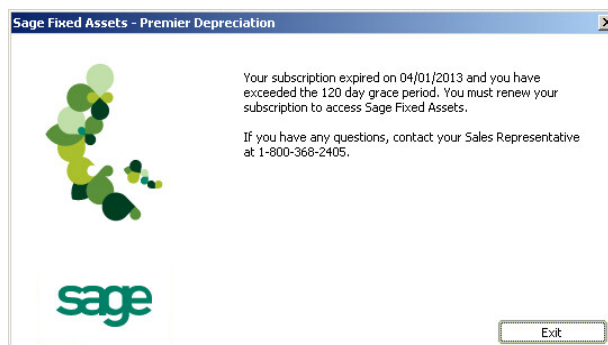 Sage Fixed Assets - Premier Depreciation
Your subscription expired on 04/01/2013 and you have
exceeded the 120 day grace period. You must renew your
subscription to access Sage Fixed Assets.
If you have any questions, contact your Sales Representative
at 1-800-368-2405.
sage
Exit